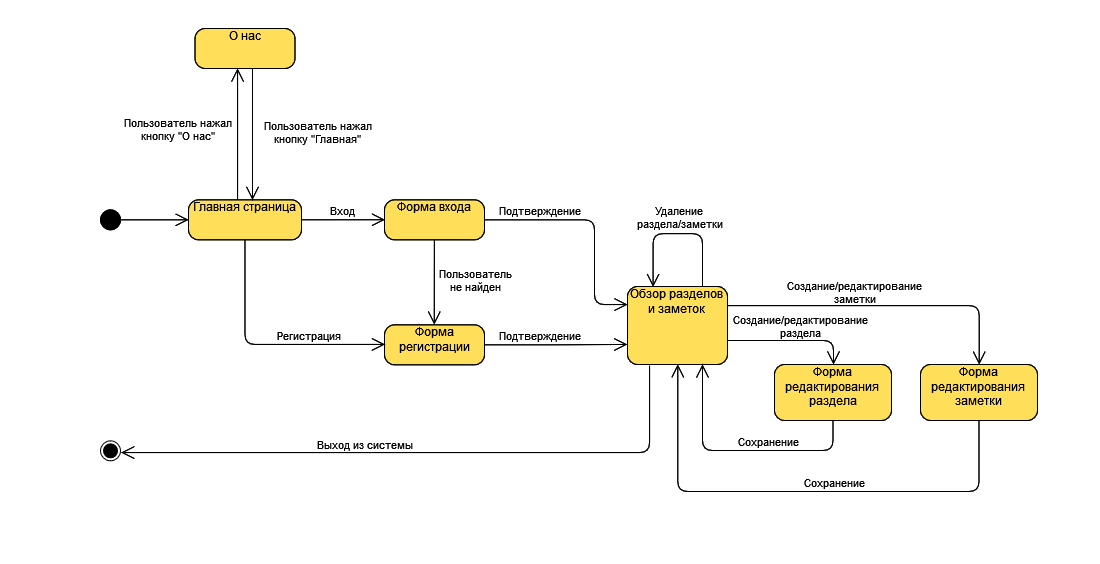 О нас
Пользователь нажал
кнопку "О нас"
Пользователь нажал
кнопку "Главная"
Главная страница
Вход
Форма входа
Подтверждение
Удаление
раздела/заметки
Пользователь
не найден
Обзор разделов
и заметок
Создание/редактирование
заметки
Создание/редактирование
раздела
Регистрация
Форма
регистрации
Подтверждение
Форма
редактирования
раздела
Форма
редактирования
заметки
Выход из системы
Сохранение
Сохранение